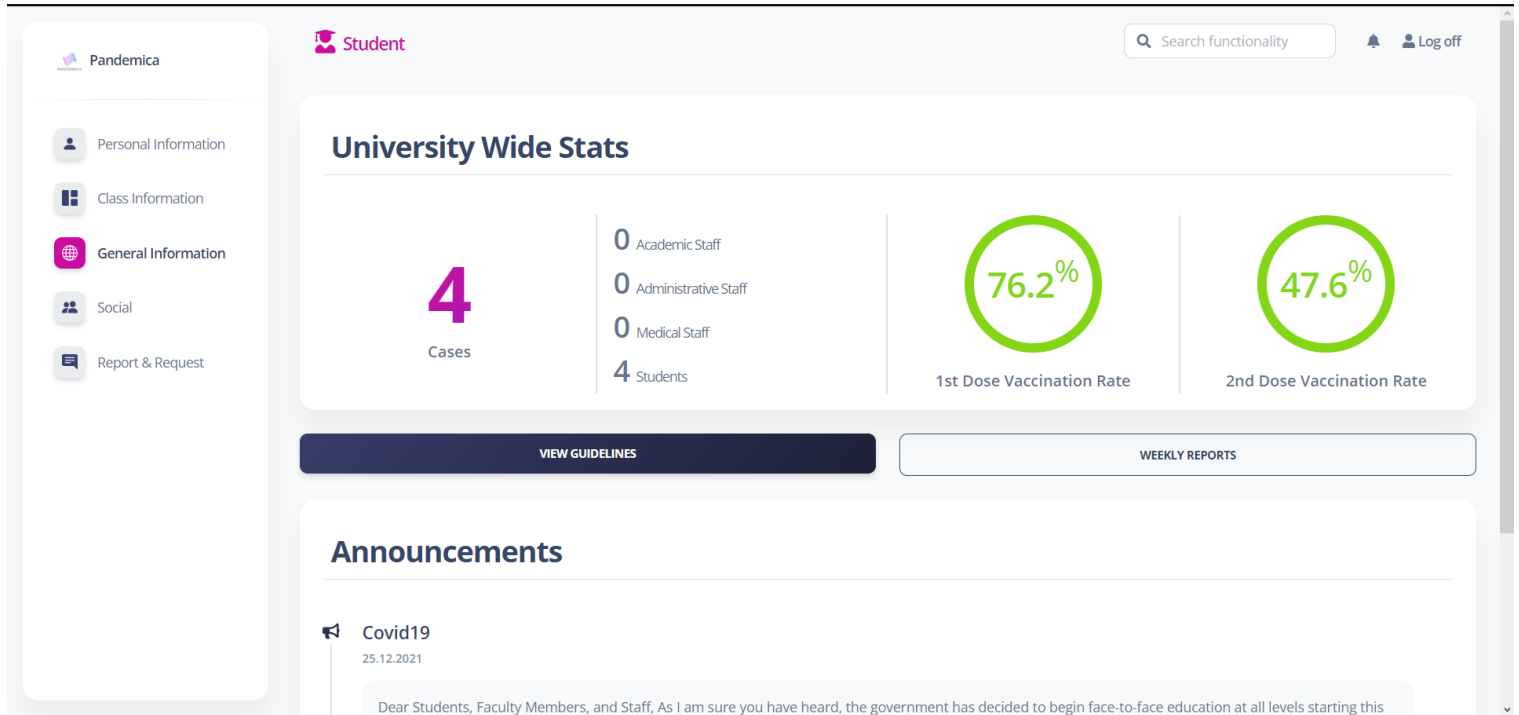 Pandemica
Personal Information
Class Information
General Information
Social
Report & Request
Student
Search functionality
Log off
University Wide Stats
4
Cases
0 Academic Staff
0 Administrative Staff
0 Medical Staff
4 Students
76.2%
1st Dose Vaccination Rate
47.6%
2nd Dose Vaccination Rate
VIEW GUIDELINES
WEEKLY REPORTS
Announcements
Covid19
25.12.2021
Dear Students, Faculty Members, and Staff, As I am sure you have heard, the government has decided to begin face-to-face education at all levels starting this